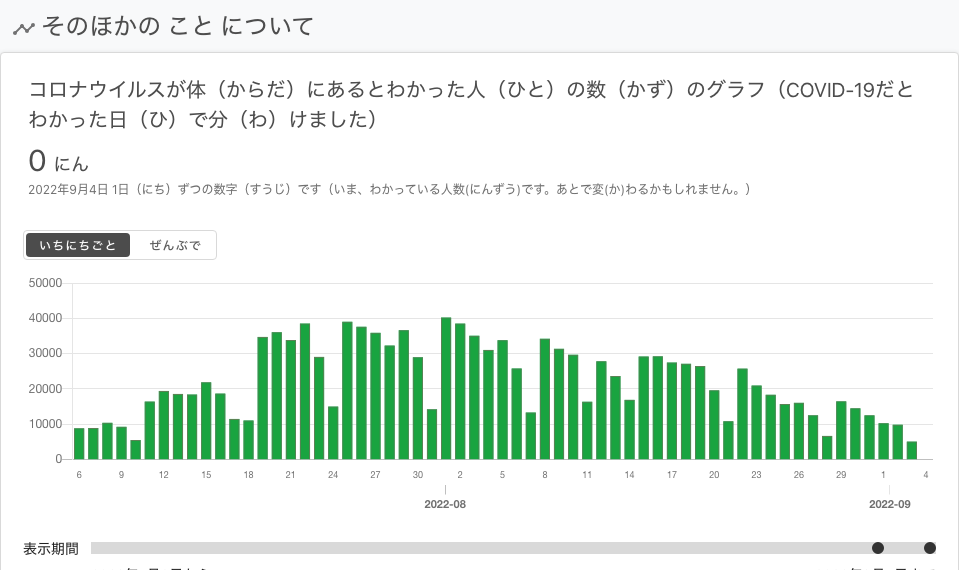 そのほかの こと について
コロナウイルスが体（からだ）にあるとわかった人（ひと）の数（かず）のグラフ（COVID-19だと
わかった日（ひ）で分（わ）けました）
0 にん
2022年9月4日 1日（にち）ずつの数字（すうじ）です（いま、わかっている人数(にんずう)です。あとで変(か)わるかもしれません。）
いちにちごと ぜんぶで
50000
40000
30000
20000
10000
0
6 9 12 15 18 21 24 27 30 2 5 8 11 14 17 20 23 26 29 1 4
2022-08 2022-09
表示期間